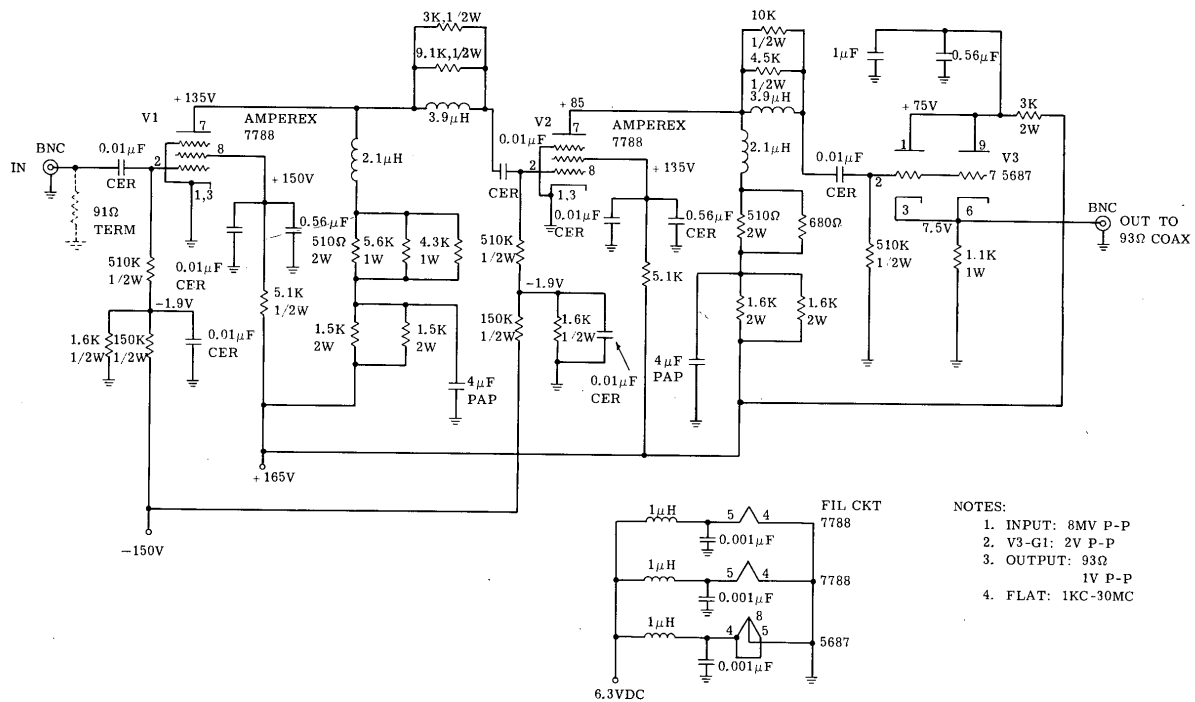 3K,1/2W
9.1K,1/2W
3.9μH
10K
1/2W
4.5K
1/2W
3.9μH
1μF
0.56μF
+135V
V1
7
AMPEREX
7788
8
2
1,3
IN
BNC
0.01μF
CER
91Ω
TERM
+150V
2.1μH
0.56μF
0.01μF
CER
510Ω
2W
5.6K
1W
4.3K
1W
510K
1/2W
−1.9V
1.6K
1/2W
150K
1/2W
0.01μF
CER
5.1K
1/2W
1.5K
2W
1.5K
2W
4μF
PAP
+165V
−150V
+85
V2
7
AMPEREX
7788
0.01μF
CER
2
8
1,3
+135V
0.01μF
CER
0.56μF
CER
510K
1/2W
−1.9V
150K
1/2W
1.6K
1/2W
0.01μF
CER
5.1K
2.1μH
510Ω
2W
680Ω
1.6K
2W
1.6K
2W
4μF
PAP
0.01μF
CER
+75V
3K
2W
1
9
V3
5687
2
7
3
6
7.5V
510K
1/2W
1.1K
1W
BNC
OUT TO
93Ω COAX
FIL CKT
7788
1μH
5
4
0.001μF
1μH
5
4
7788
0.001μF
1μH
8
4
5
5687
0.001μF
6.3VDC
NOTES:
1. INPUT: 8MV P-P
2. V3-G1: 2V P-P
3. OUTPUT: 93Ω
1V P-P
4. FLAT: 1KC-30MC